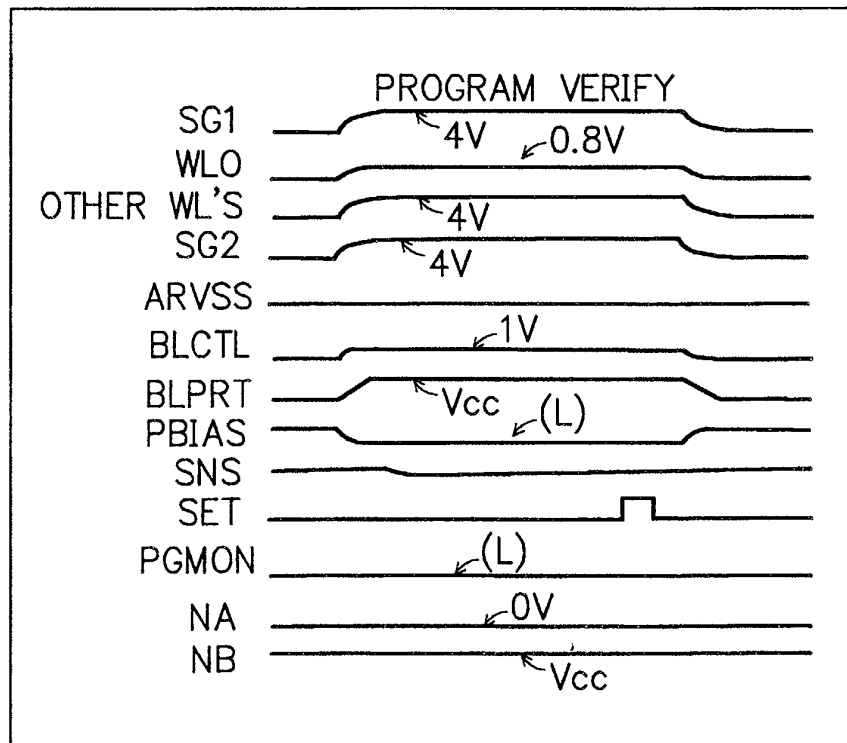 PROGRAM VERIFY
SG1
4V
WL0
0.8V
OTHER WL'S
4V
SG2
4V
ARVSS
BLCTL
1V
BLPRT
Vcc
PBIAS
(L)
SNS
SET
PGMON
(L)
NA
0V
NB
Vcc